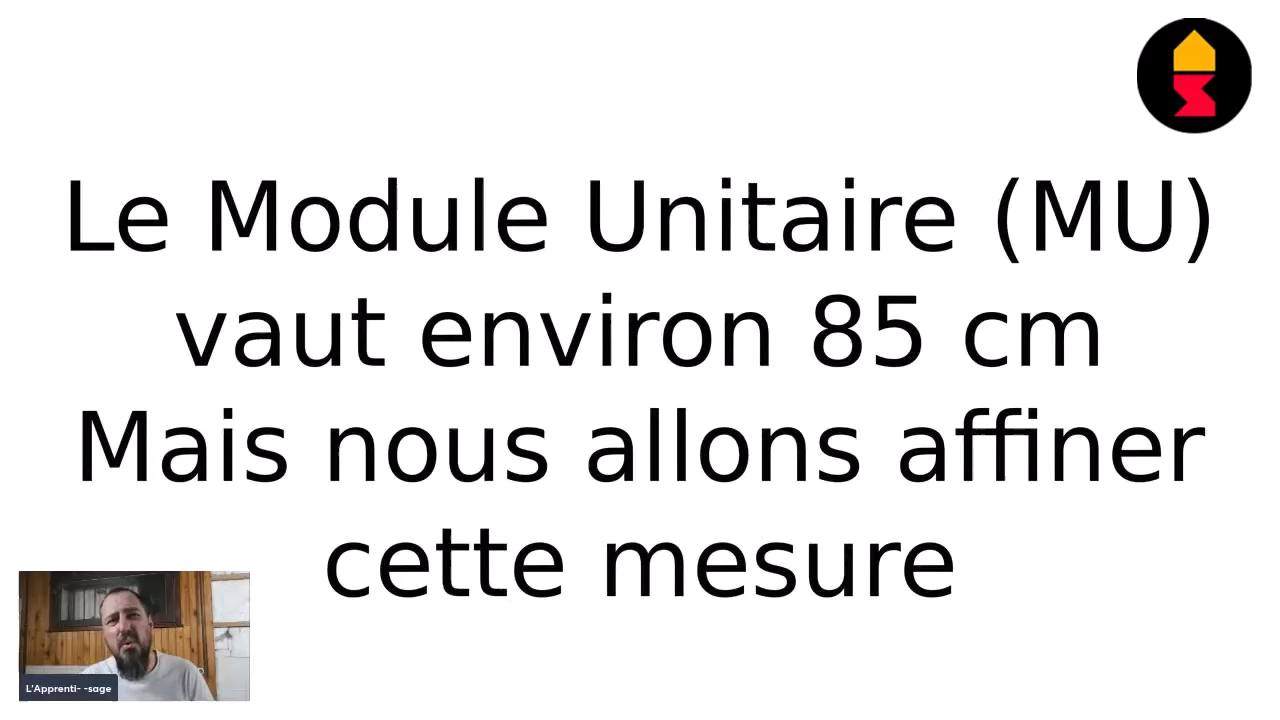 Le Module Unitaire (MU)
vaut environ 85 cm
Mais nous allons affiner
cette mesure
L'Apprenti- -sage